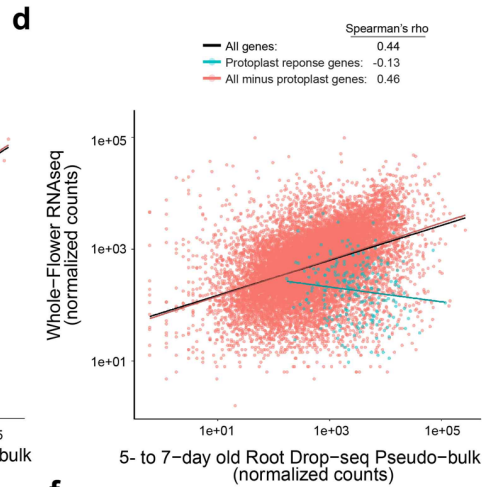 d
Spearman's rho
All genes: 0.44
Protoplast reponse genes: -0.13
All minus protoplast genes: 0.46
Whole−Flower RNAseq
(normalized counts)
1e+05
1e+03
1e+01
1e+01 1e+03 1e+05
5- to 7−day old Root Drop−seq Pseudo−bulk
(normalized counts)
5
bulk